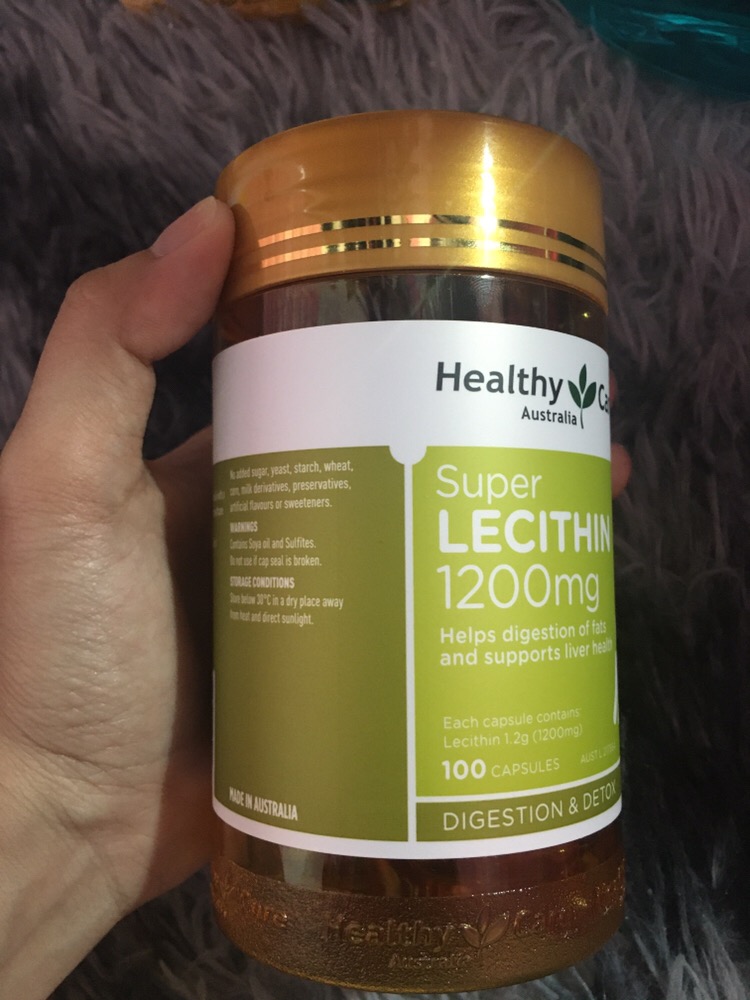 Healthy
Australia
No added sugar, yeast, starch, wheat,
corn, milk derivatives, preservatives,
artificial flavours or sweeteners.
WARNINGS
Contains Soya oil and Sulfites.
Do not use if cap seal is broken.
STORAGE CONDITIONS
Store below 30°C in a dry place away
from heat and direct sunlight.
MADE IN AUSTRALIA
Super
LECITHIN
1200mg
Helps digestion of fats
and supports liver health
Each capsule contains:
Lecithin 1.2g (1200mg)
100 CAPSULES
AUST L
DIGESTION & DETOX
Healthy Care
Australia